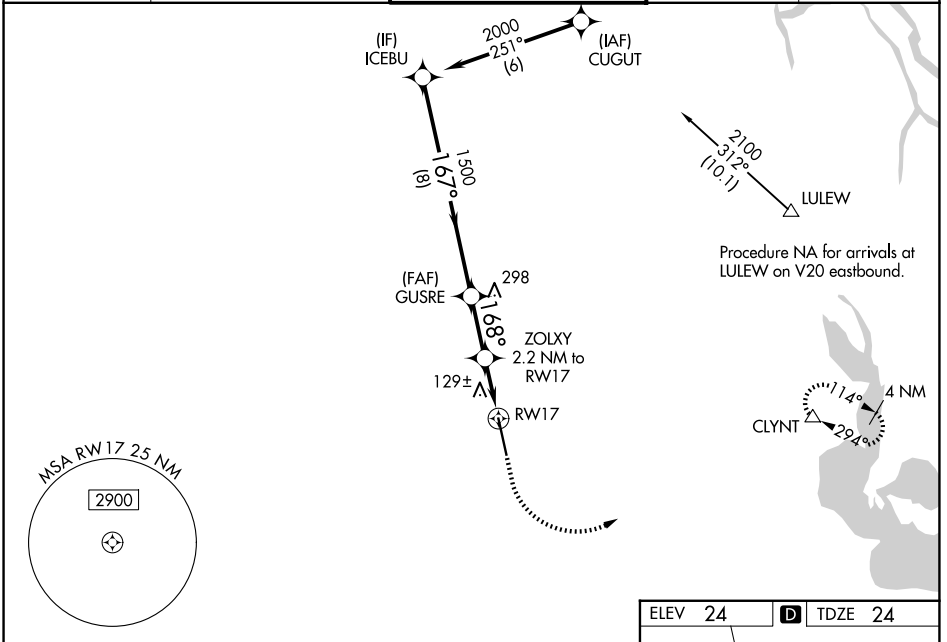 2000
251°
(6)
(IAF)
CUGUT
(IF)
ICEBU
1500
167°
(8)
2100
312°
(10.1)
LULEW
Procedure NA for arrivals at
LULEW on V20 eastbound.
(FAF)
GUSRE
298
168°
ZOLXY
2.2 NM to
RW17
129±
RW17
114°
4 NM
CLYNT
294°
MSA RW17 25 NM
2900
ELEV 24 D TDZE 24